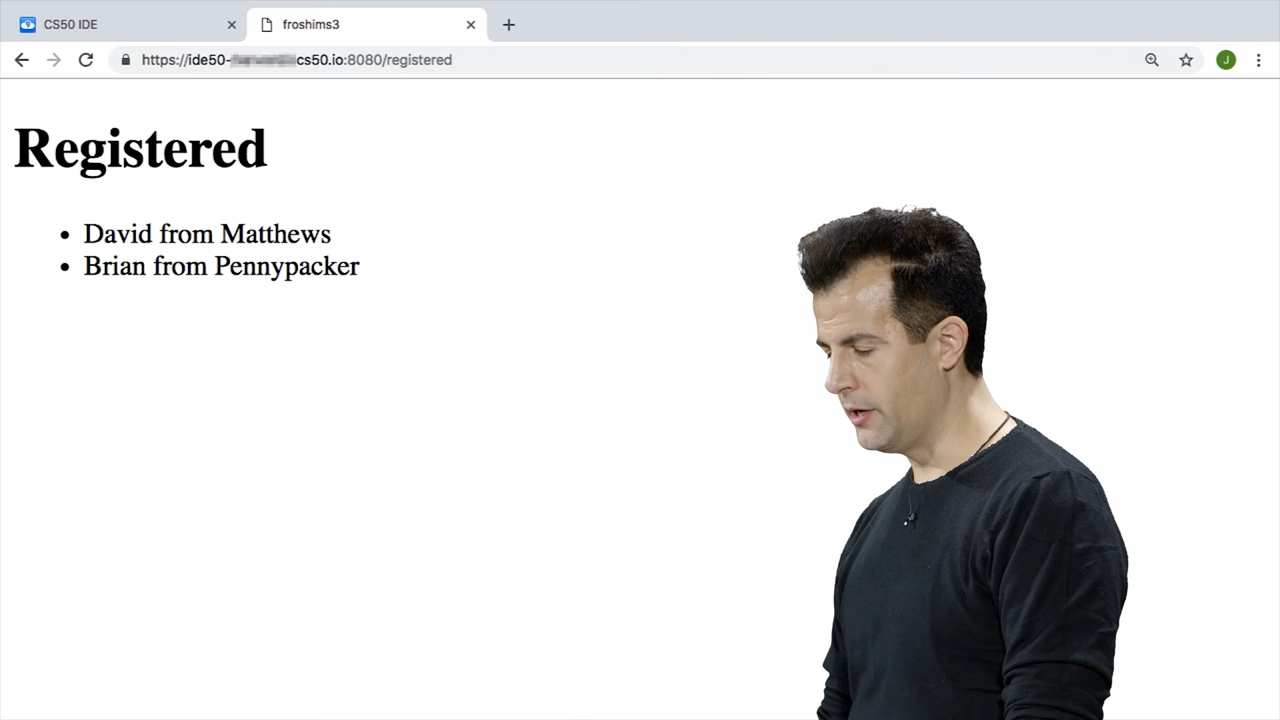 CS50 IDE
froshims3
https://ide50-cs50.io:8080/registered
J
Registered
David from Matthews
Brian from Pennypacker